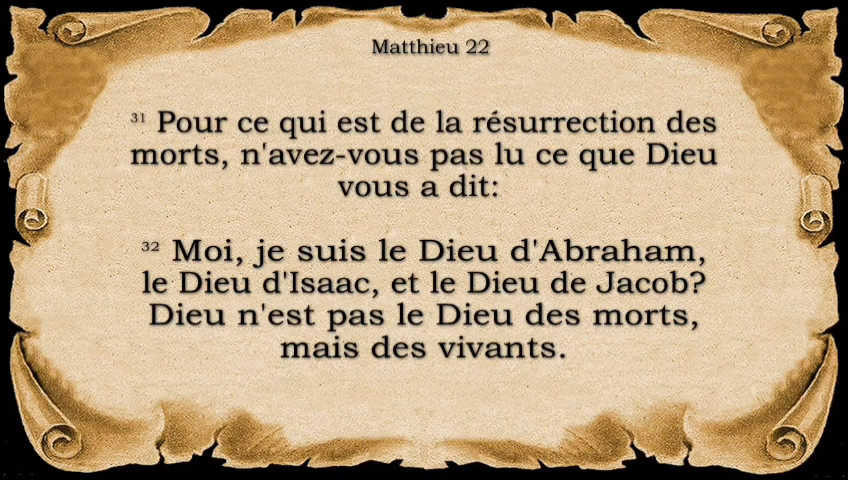 Matthieu 22
31 Pour ce qui est de la résurrection des
morts, n'avez-vous pas lu ce que Dieu
vous a dit:
32 Moi, je suis le Dieu d'Abraham,
le Dieu d'Isaac, et le Dieu de Jacob?
Dieu n'est pas le Dieu des morts,
mais des vivants.